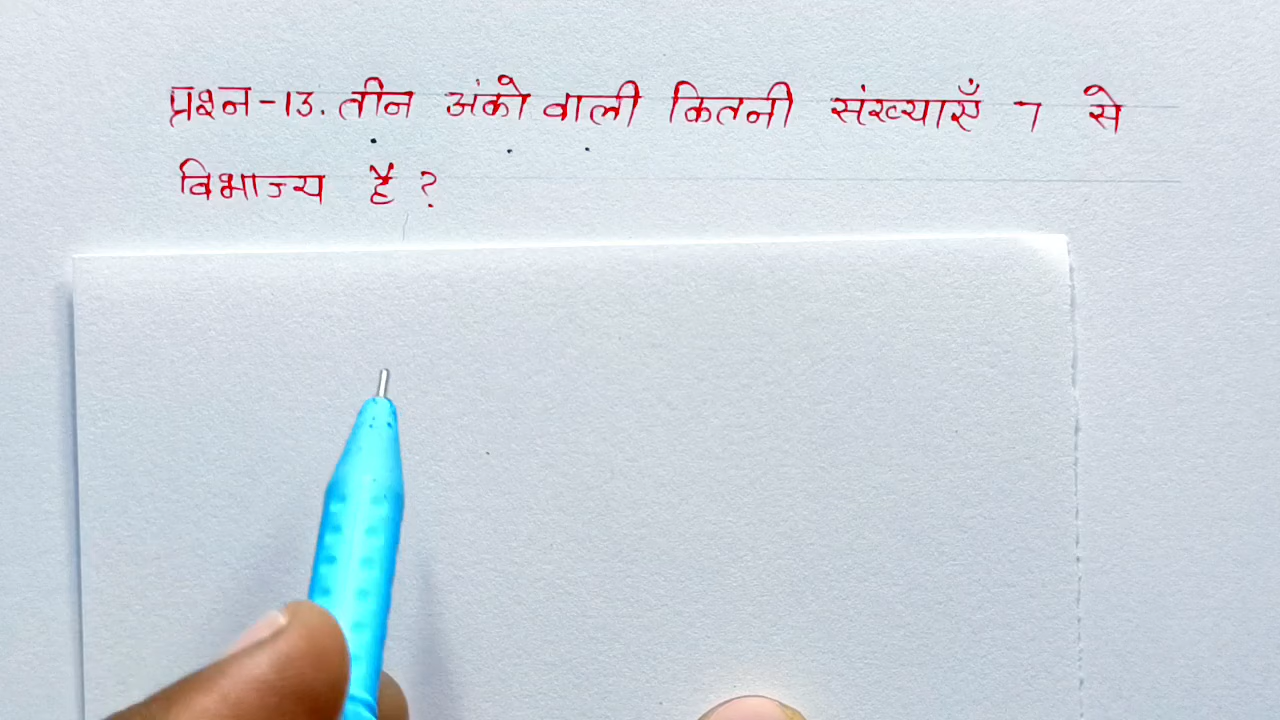 प्रश्न-13. तीन अंको वाली कितनी संख्याएँ 7 से
विभाज्य है ?